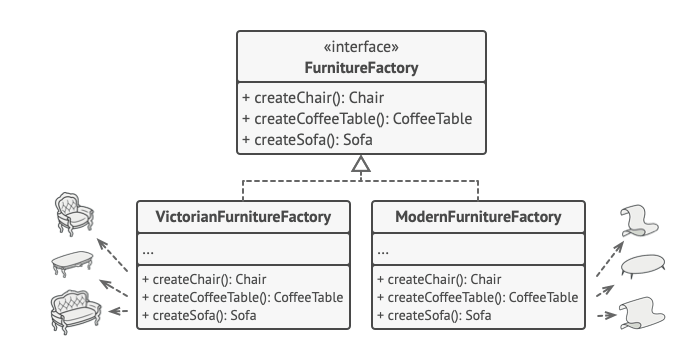 «interface»
FurnitureFactory
+ createChair(): Chair
+ createCoffeeTable(): CoffeeTable
+ createSofa(): Sofa
VictorianFurnitureFactory
...
+ createChair(): Chair
+ createCoffeeTable(): CoffeeTable
+ createSofa(): Sofa
ModernFurnitureFactory
...
+ createChair(): Chair
+ createCoffeeTable(): CoffeeTable
+ createSofa(): Sofa